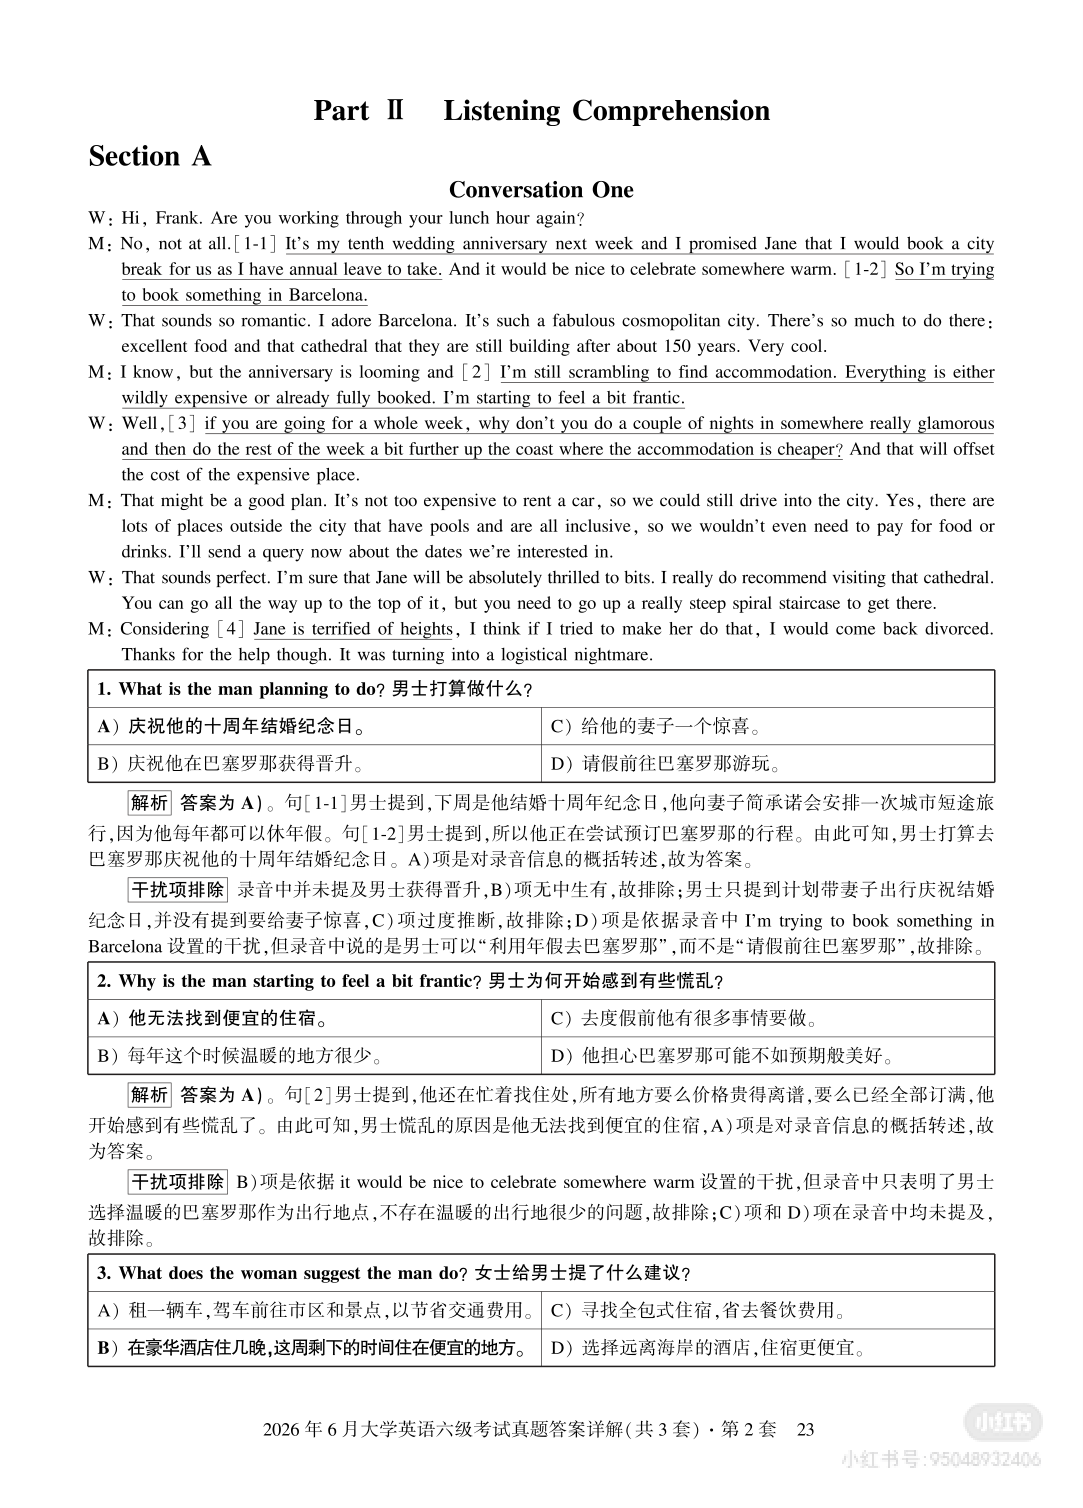 Part Ⅱ Listening Comprehension
Section A
Conversation One
W: Hi, Frank. Are you working through your lunch hour again?
M: No, not at all.[1-1] It's my tenth wedding anniversary next week and I promised Jane that I would book a city
break for us as I have annual leave to take. And it would be nice to celebrate somewhere warm. [1-2] So I'm trying
to book something in Barcelona.
W: That sounds so romantic. I adore Barcelona. It's such a fabulous cosmopolitan city. There's so much to do there:
excellent food and that cathedral that they are still building after about 150 years. Very cool.
M: I know, but the anniversary is looming and [2] I'm still scrambling to find accommodation. Everything is either
wildly expensive or already fully booked. I'm starting to feel a bit frantic.
W: Well,[3] if you are going for a whole week, why don't you do a couple of nights in somewhere really glamorous
and then do the rest of the week a bit further up the coast where the accommodation is cheaper? And that will offset
the cost of the expensive place.
M: That might be a good plan. It's not too expensive to rent a car, so we could still drive into the city. Yes, there are
lots of places outside the city that have pools and are all inclusive, so we wouldn't even need to pay for food or
drinks. I'll send a query now about the dates we're interested in.
W: That sounds perfect. I'm sure that Jane will be absolutely thrilled to bits. I really do recommend visiting that cathedral.
You can go all the way up to the top of it, but you need to go up a really steep spiral staircase to get there.
M: Considering [4] Jane is terrified of heights, I think if I tried to make her do that, I would come back divorced.
Thanks for the help though. It was turning into a logistical nightmare.
1. What is the man planning to do? 男士打算做什么?
A) 庆祝他的十周年结婚纪念日。
C) 给他的妻子一个惊喜。
B) 庆祝他在巴塞罗那获得晋升。
D) 请假前往巴塞罗那游玩。
解析 答案为 A)。句[1-1]男士提到,下周是他结婚十周年纪念日,他向妻子简承诺会安排一次城市短途旅
行,因为他每年都可以休年假。句[1-2]男士提到,所以他正在尝试预订巴塞罗那的行程。由此可知,男士打算去
巴塞罗那庆祝他的十周年结婚纪念日。A)项是对录音信息的概括转述,故为答案。
干扰项排除 录音中并未提及男士获得晋升,B)项无中生有,故排除;男士只提到计划带妻子出行庆祝结婚
纪念日,并没有提到要给妻子惊喜,C)项过度推断,故排除;D)项是依据录音中 I'm trying to book something in
Barcelona 设置的干扰,但录音中说的是男士可以“利用年假去巴塞罗那”,而不是“请假前往巴塞罗那”,故排除。
2. Why is the man starting to feel a bit frantic? 男士为何开始感到有些慌乱?
A) 他无法找到便宜的住宿。
C) 去度假前他有很多事情要做。
B) 每年这个时候温暖的地方很少。
D) 他担心巴塞罗那可能不如预期般美好。
解析 答案为 A)。句[2]男士提到,他还在忙着找住处,所有地方要么价格贵得离谱,要么已经全部订满,他
开始感到有些慌乱了。由此可知,男士慌乱的原因是他无法找到便宜的住宿,A)项是对录音信息的概括转述,故
为答案。
干扰项排除 B)项是依据 it would be nice to celebrate somewhere warm 设置的干扰,但录音中只表明了男士
选择温暖的巴塞罗那作为出行地点,不存在温暖的出行地很少的问题,故排除;C)项和 D)项在录音中均未提及,
故排除。
3. What does the woman suggest the man do? 女士给男士提了什么建议?
A) 租一辆车,驾车前往市区和景点,以节省交通费用。
C) 寻找全包式住宿,省去餐饮费用。
B) 在豪华酒店住几晚,这周剩下的时间住在便宜的地方。
D) 选择远离海岸的酒店,住宿更便宜。
2026 年 6 月大学英语六级考试真题答案详解(共 3 套)·第 2 套 23
小红书
小红书号:95048932406